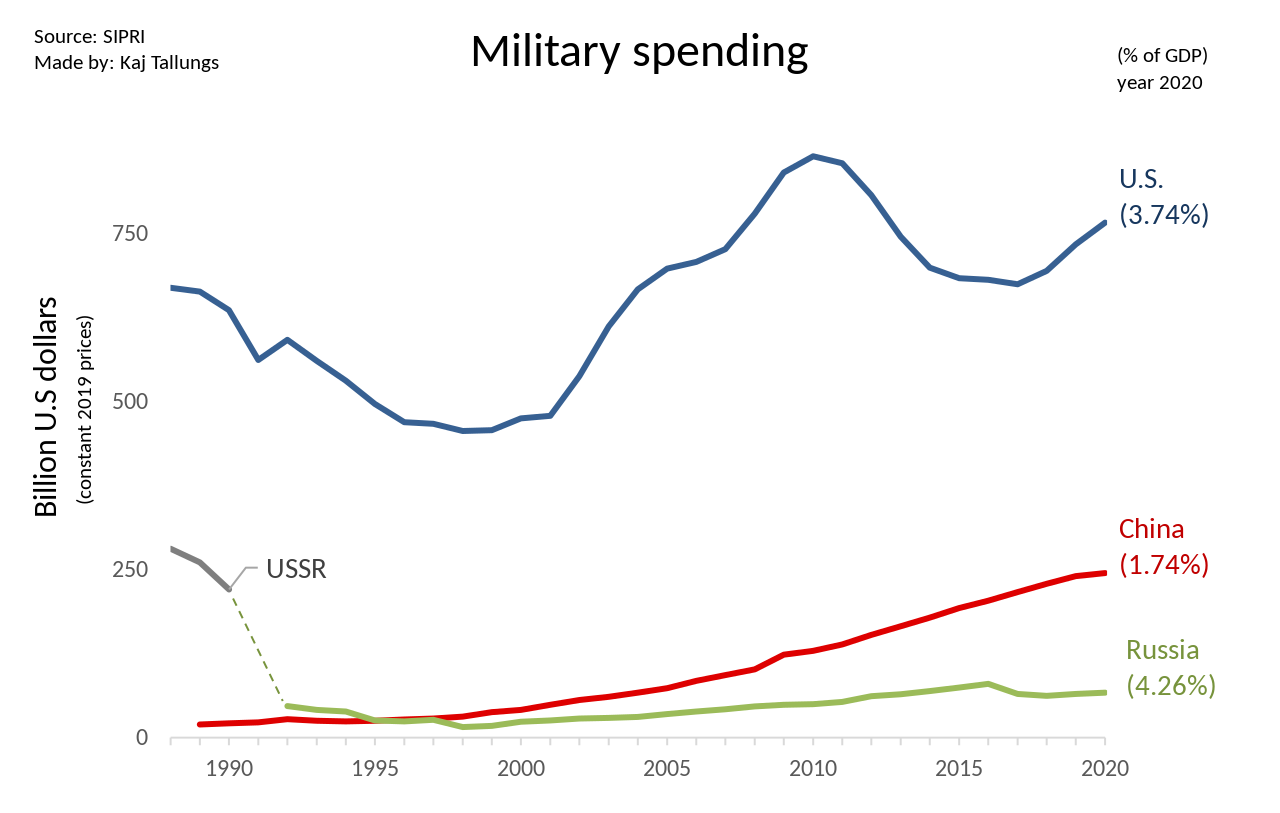 Source: SIPRI
Made by: Kaj Tallungs
Military spending
(% of GDP)
year 2020
U.S.
(3.74%)
750
Billion U.S dollars
(constant 2019 prices)
500
China
(1.74%)
250
USSR
Russia
(4.26%)
0
1990 1995 2000 2005 2010 2015 2020